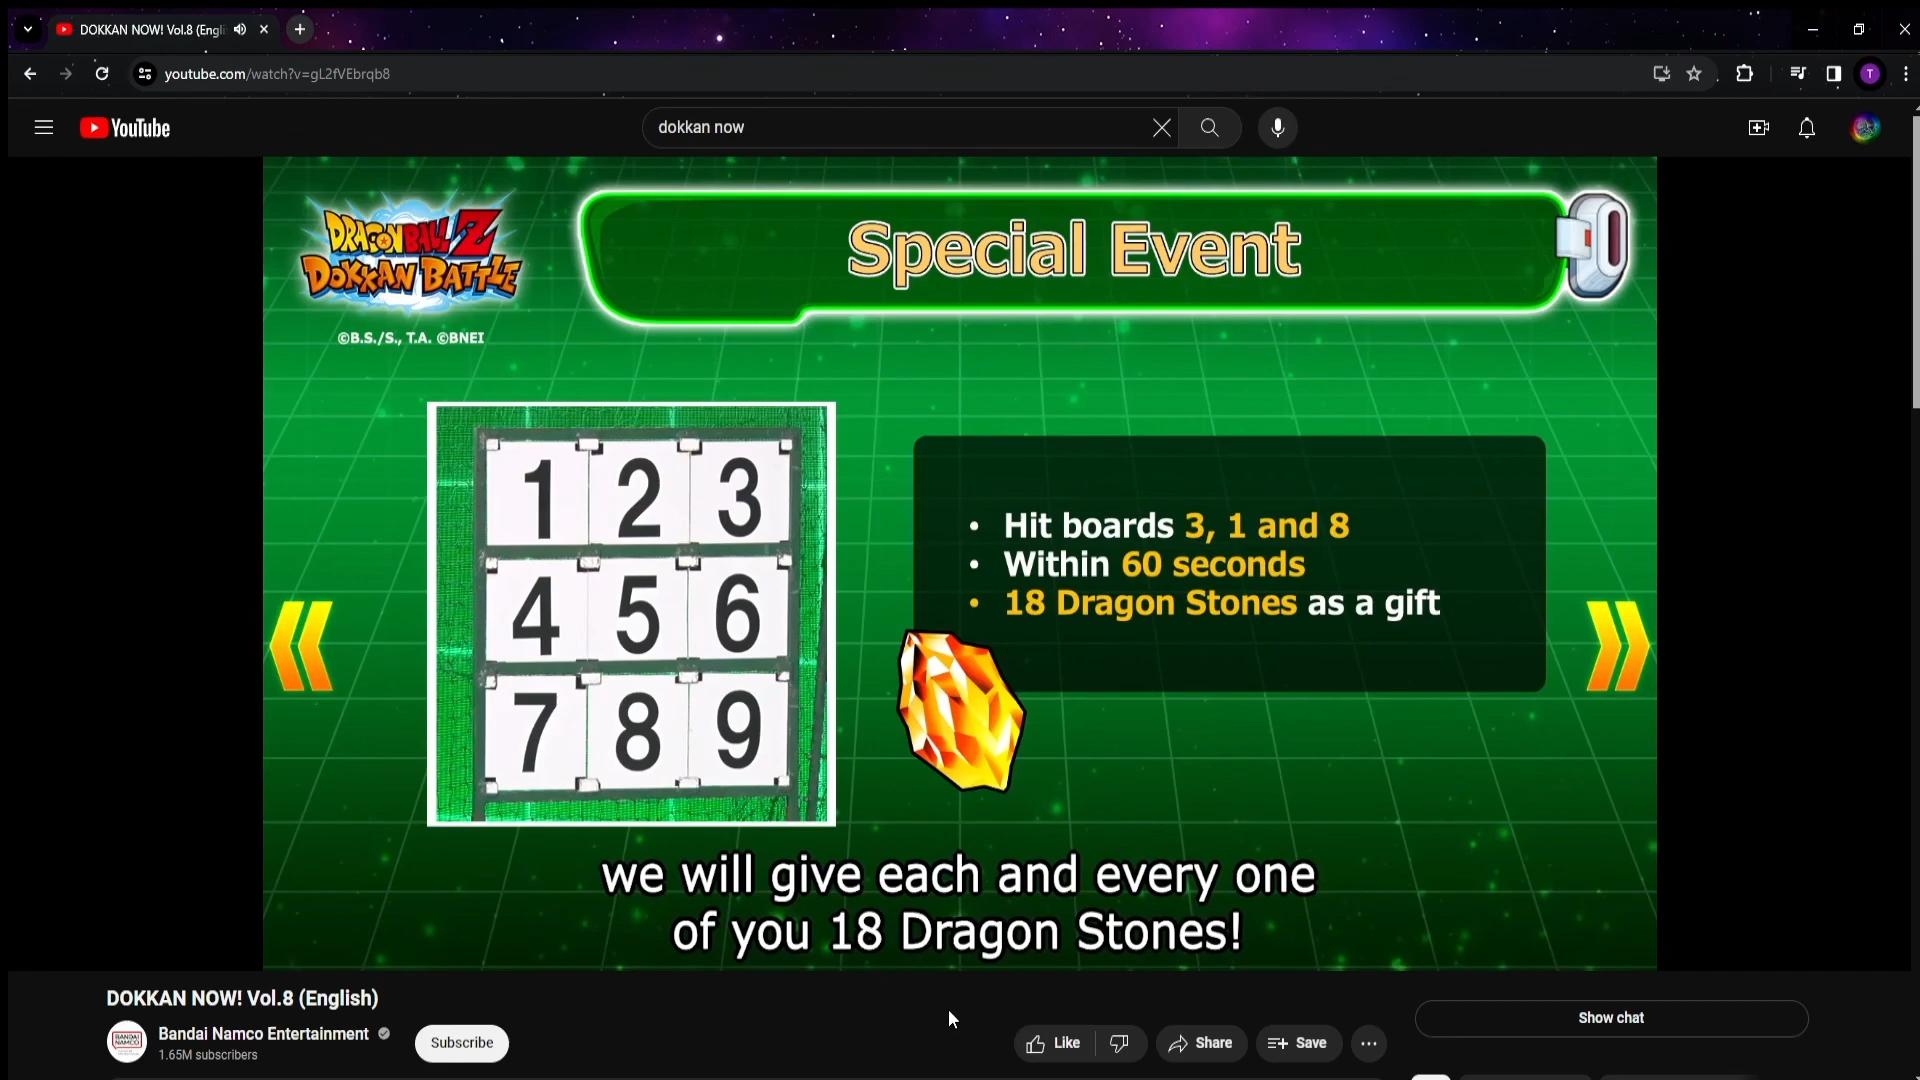 DOKKAN NOW! Vol.8 (Engli
youtube.com/watch?v=gL2fVEbrqb8
T
YouTube
dokkan now
DRAGON BALL Z
DOKKAN BATTLE
©B.S./S., T.A. ©BNEI
Special Event
1 2 3
4 5 6
7 8 9
• Hit boards 3, 1 and 8
• Within 60 seconds
• 18 Dragon Stones as a gift
we will give each and every one
of you 18 Dragon Stones!
DOKKAN NOW! Vol.8 (English)
BANDAI NAMCO
Bandai Namco Entertainment
1.65M subscribers
Subscribe
Like
Share
Save
Show chat